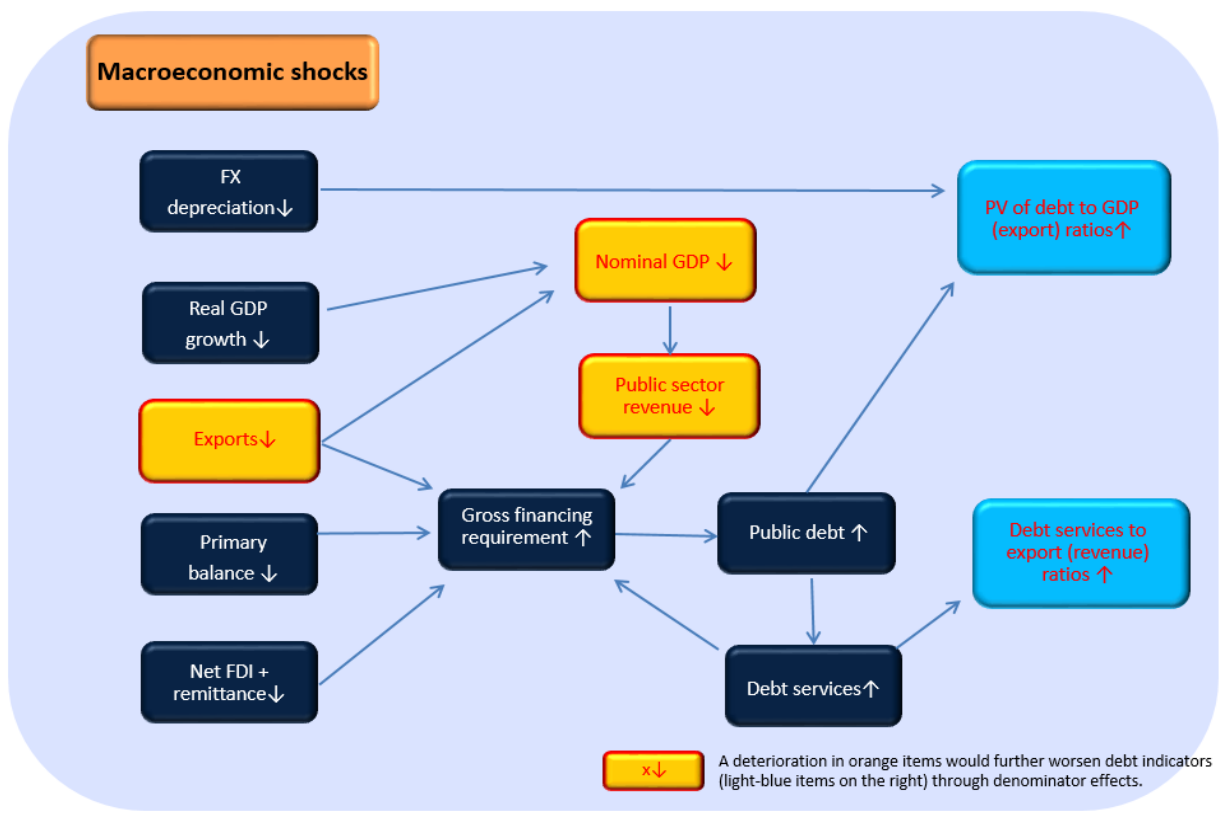 Macroeconomic shocks
FX
depreciation↓
PV of debt to GDP
(export) ratios↑
Nominal GDP ↓
Real GDP
growth ↓
Public sector
revenue ↓
Exports↓
Gross financing
requirement ↑
Public debt ↑
Debt services to
export (revenue)
ratios ↑
Primary
balance ↓
Net FDI +
remittance↓
Debt services↑
x↓
A deterioration in orange items would further worsen debt indicators
(light-blue items on the right) through denominator effects.